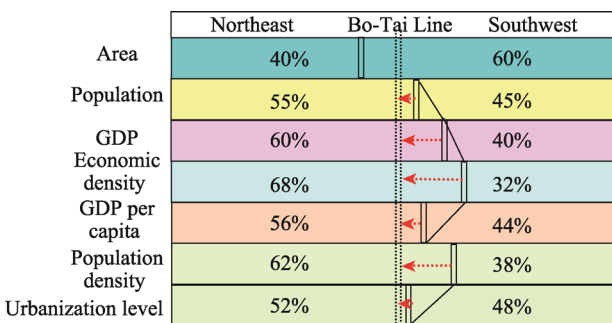 Northeast Bo-Tai Line Southwest
Area 40% 60%
Population 55% 45%
GDP 60% 40%
Economic
density 68% 32%
GDP per
capita 56% 44%
Population
density 62% 38%
Urbanization level 52% 48%